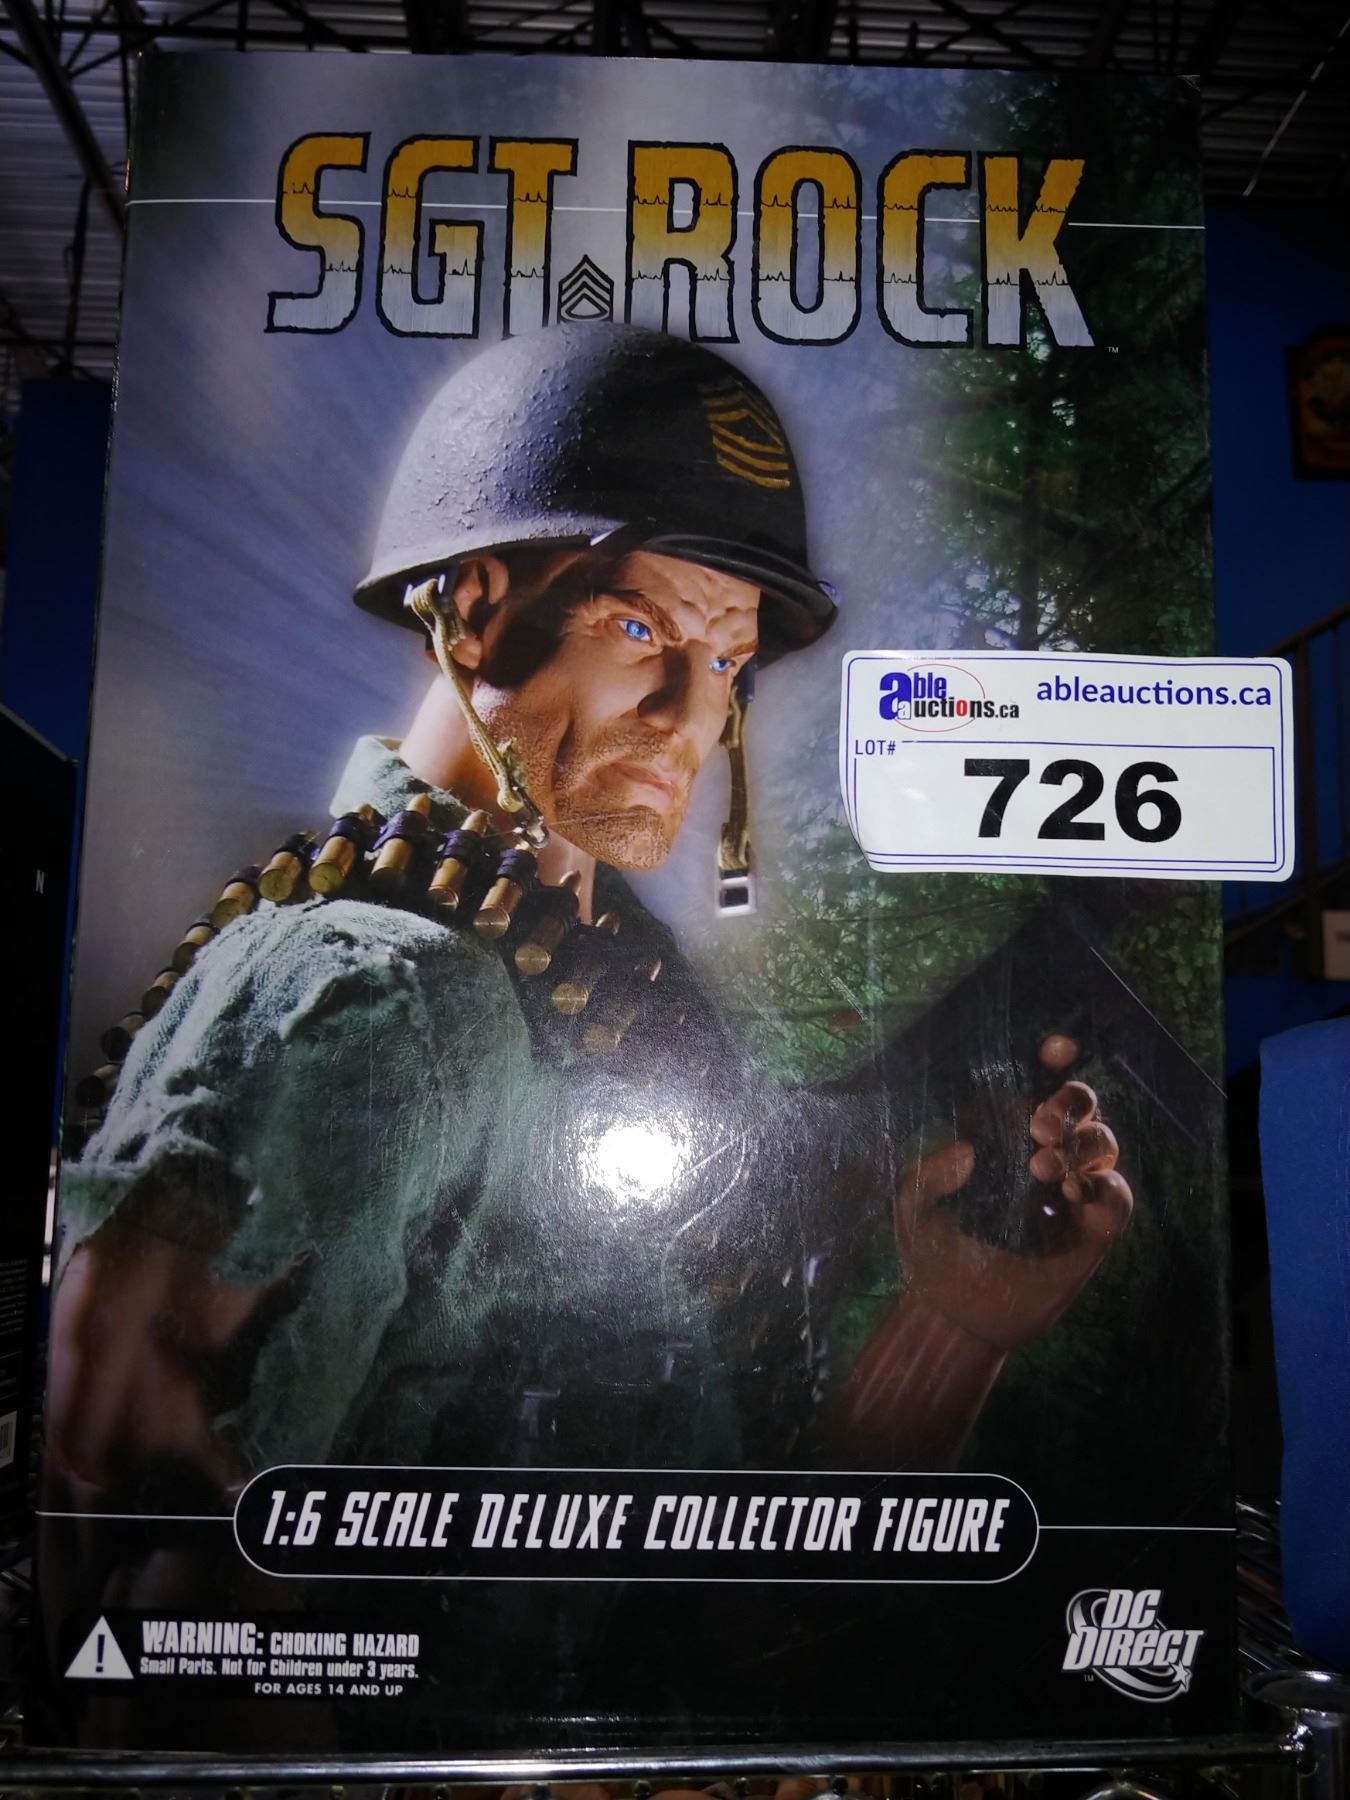 SGT. ROCK
TM
able auctions.ca
ableauctions.ca
LOT#
726
N
1:6 SCALE DELUXE COLLECTOR FIGURE
WARNING: CHOKING HAZARD
Small Parts. Not for Children under 3 years.
FOR AGES 14 AND UP
DC
DIRECT
TM